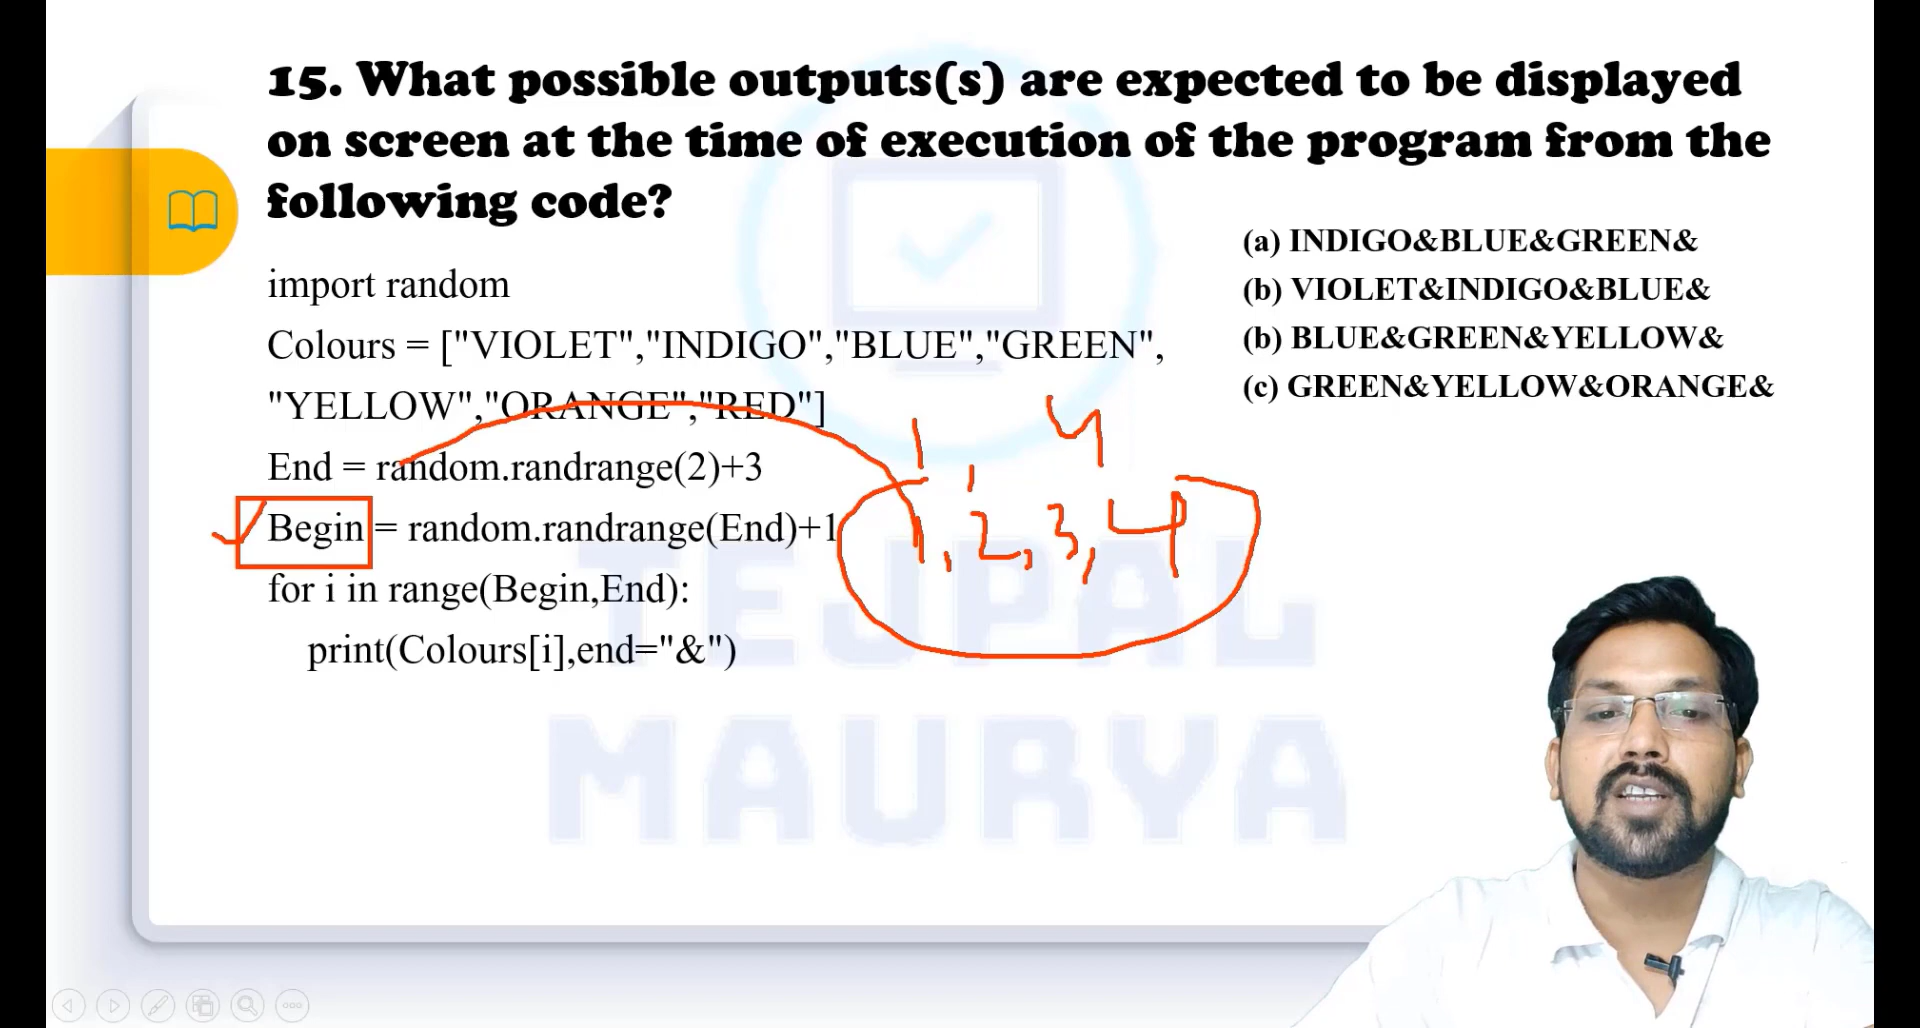 15. What possible outputs(s) are expected to be displayed
on screen at the time of execution of the program from the
following code?
(a) INDIGO&BLUE&GREEN&
(b) VIOLET&INDIGO&BLUE&
(b) BLUE&GREEN&YELLOW&
(c) GREEN&YELLOW&ORANGE&
import random
Colours = ["VIOLET","INDIGO","BLUE","GREEN",
"YELLOW","ORANGE","RED"]
End = random.randrange(2)+3
Begin = random.randrange(End)+1
for i in range(Begin,End):
print(Colours[i],end="&")
1 4
1, 2, 3, 4
TEJPAL
MAURYA